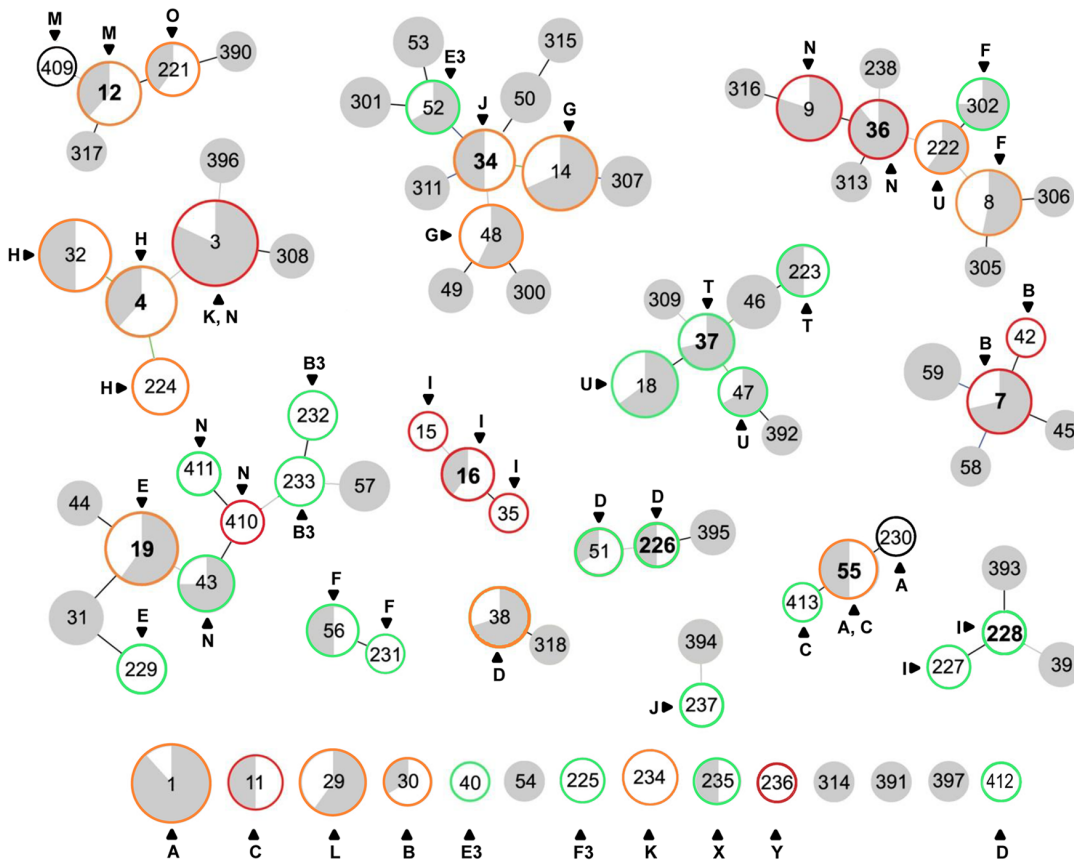 M
409
M
12
O
221
390
317
53
E3
52
301
J
34
50
315
G
14
307
311
G
48
49
300
N
316
9
238
36
N
313
F
302
222
U
F
8
306
305
396
H
32
H
4
3
K, N
308
H
224
T
223
T
309
37
46
U
18
47
U
392
B
42
B
59
7
45
58
B3
232
N
411
N
410
233
B3
57
E
44
19
43
N
31
E
229
I
15
I
16
I
35
D
51
D
226
395
230
A
55
413
A, C
C
393
I
228
I
227
39
F
56
F
231
38
D
318
394
J
237
1
11
29
30
40
54
225
234
235
236
314
391
397
412
A
C
L
B
E3
F3
K
X
Y
D